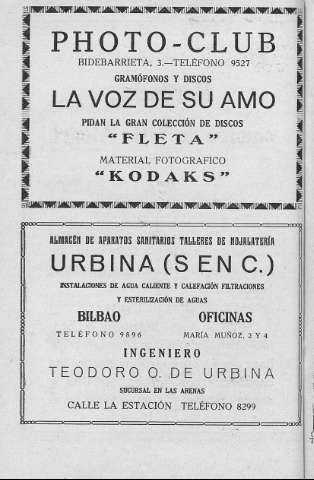 PHOTO-CLUB
BIDEBARRIETA, 3.—TELÉFONO 9527
GRAMÓFONOS Y DISCOS
LA VOZ DE SU AMO
PIDAN LA GRAN COLECCIÓN DE DISCOS
“FLETA”
MATERIAL FOTOGRAFICO
“KODAKS”
ALMACÉN DE APARATOS SANITARIOS TALLERES DE HOJALATERÍA
URBINA (S EN C.)
INSTALACIONES DE AGUA CALIENTE Y CALEFACIÓN FILTRACIONES
Y ESTERILIZACIÓN DE AGUAS
BILBAO OFICINAS
TELÉFONO 9896 MARÍA MUÑOZ, 2 Y 4
INGENIERO
TEODORO O. DE URBINA
SUCURSAL EN LAS ARENAS
CALLE LA ESTACIÓN TELÉFONO 8299